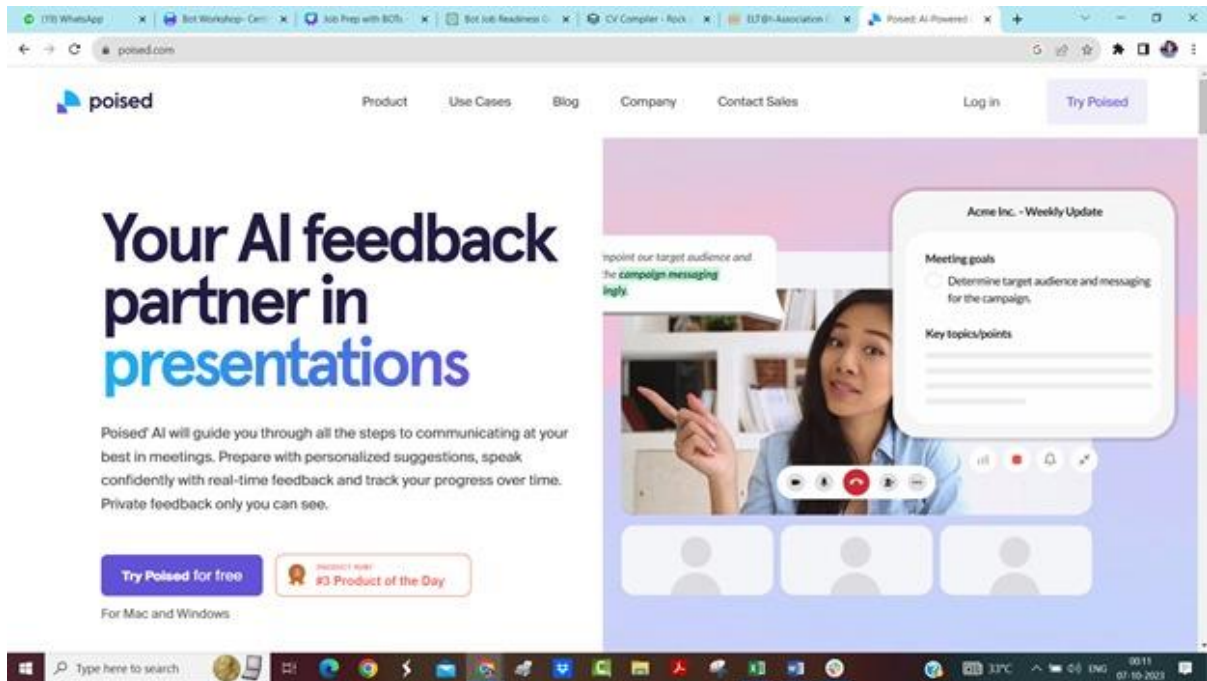 WhatsApp
Bot Workshop- Cert
Job Prep with BOTs -
Bot Job Readiness
CV Compiler - Rock
ELT@I-Association
Poised: AI-Powered
poised.com
poised
Product
Use Cases
Blog
Company
Contact Sales
Log in
Try Poised
Your AI feedback
partner in
presentations
Poised' AI will guide you through all the steps to communicating at your
best in meetings. Prepare with personalized suggestions, speak
confidently with real-time feedback and track your progress over time.
Private feedback only you can see.
Try Poised for free
PRODUCT HUNT
#3 Product of the Day
For Mac and Windows
our target audience and
campaign messaging
Acme Inc. - Weekly Update
Meeting goals
Determine target audience and messaging
for the campaign.
Key topics/points
Type here to search
33°C
ENG
00:11
07-10-2023